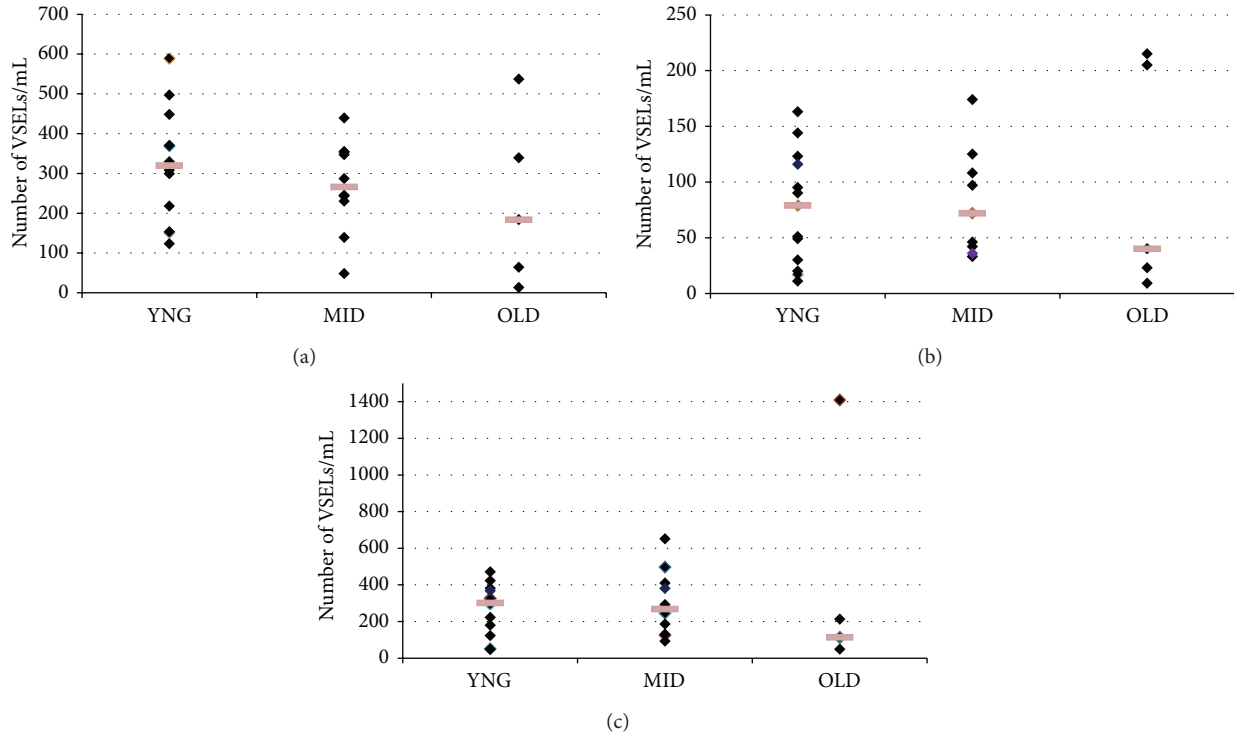 Number of VSELs/mL
700
600
500
400
300
200
100
0
YNG MID OLD
(a)
Number of VSELs/mL
250
200
150
100
50
0
YNG MID OLD
(b)
Number of VSELs/mL
1400
1200
1000
800
600
400
200
0
YNG MID OLD
(c)